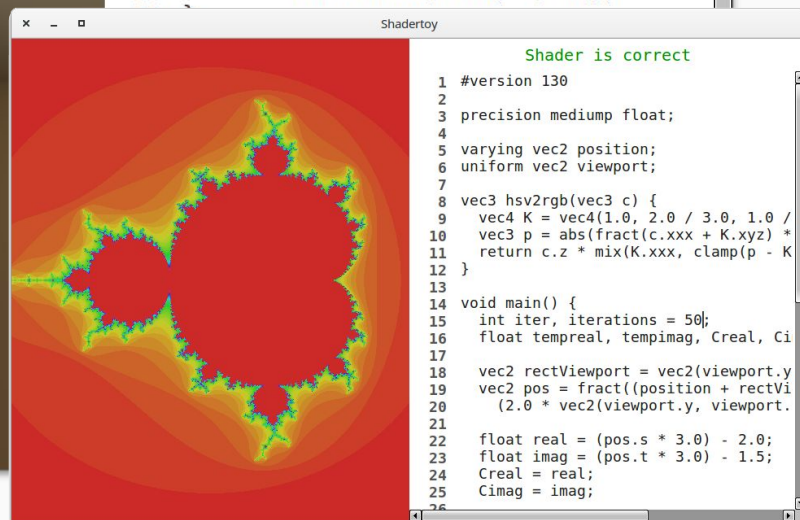 Shadertoy
Shader is correct
1 #version 130
2
3 precision mediump float;
4
5 varying vec2 position;
6 uniform vec2 viewport;
7
8 vec3 hsv2rgb(vec3 c) {
9 vec4 K = vec4(1.0, 2.0 / 3.0, 1.0 /
10 vec3 p = abs(fract(c.xxx + K.xyz) *
11 return c.z * mix(K.xxx, clamp(p - K
12 }
13
14 void main() {
15 int iter, iterations = 50;
16 float tempreal, tempimag, Creal, Ci
17
18 vec2 rectViewport = vec2(viewport.y
19 vec2 pos = fract((position + rectVi
20 (2.0 * vec2(viewport.y, viewport.
21
22 float real = (pos.s * 3.0) - 2.0;
23 float imag = (pos.t * 3.0) - 1.5;
24 Creal = real;
25 Cimag = imag;
26